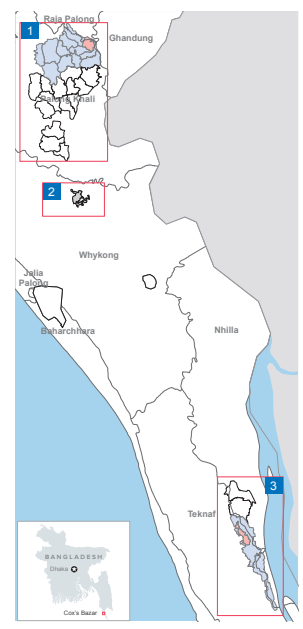 Raja Palong
1
Ghandung
Palong Khali
2
Whykong
Jalia
Palong
Nhilla
Baharchhara
3
Teknaf
BANGLADESH
Dhaka
Cox's Bazar